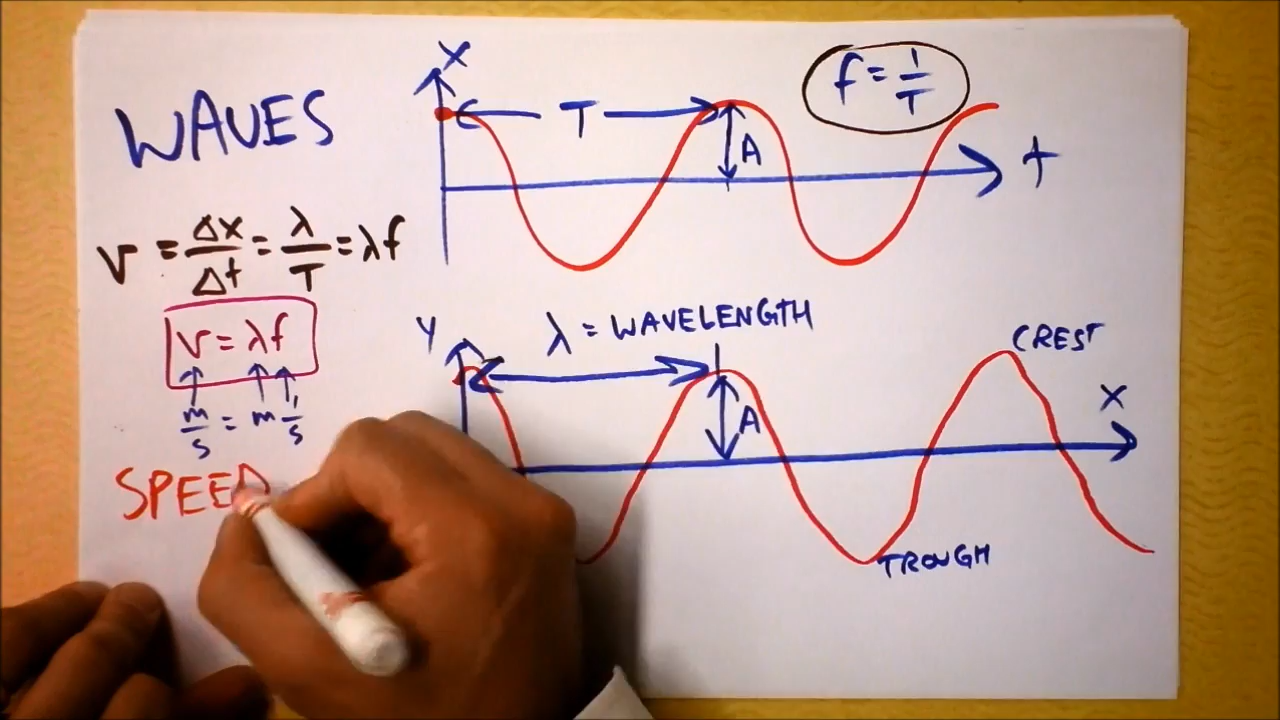 WAVES
v = Δx/Δt = λ/T = λf
v = λf
m/s = m 1/s
SPEED
x
T
A
f = 1/T
t
Y
λ = WAVELENGTH
A
CREST
X
TROUGH